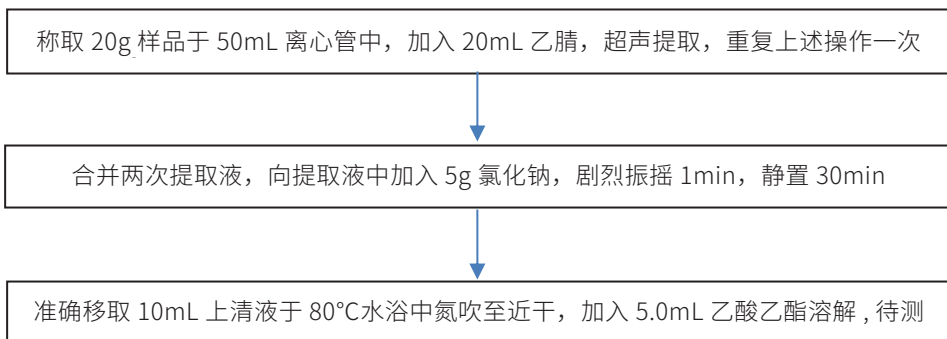 称取 20g 样品于 50mL 离心管中，加入 20mL 乙腈，超声提取，重复上述操作一次
合并两次提取液，向提取液中加入 5g 氯化钠，剧烈振摇 1min，静置 30min
准确移取 10mL 上清液于 80℃水浴中氮吹至近干，加入 5.0mL 乙酸乙酯溶解 , 待测